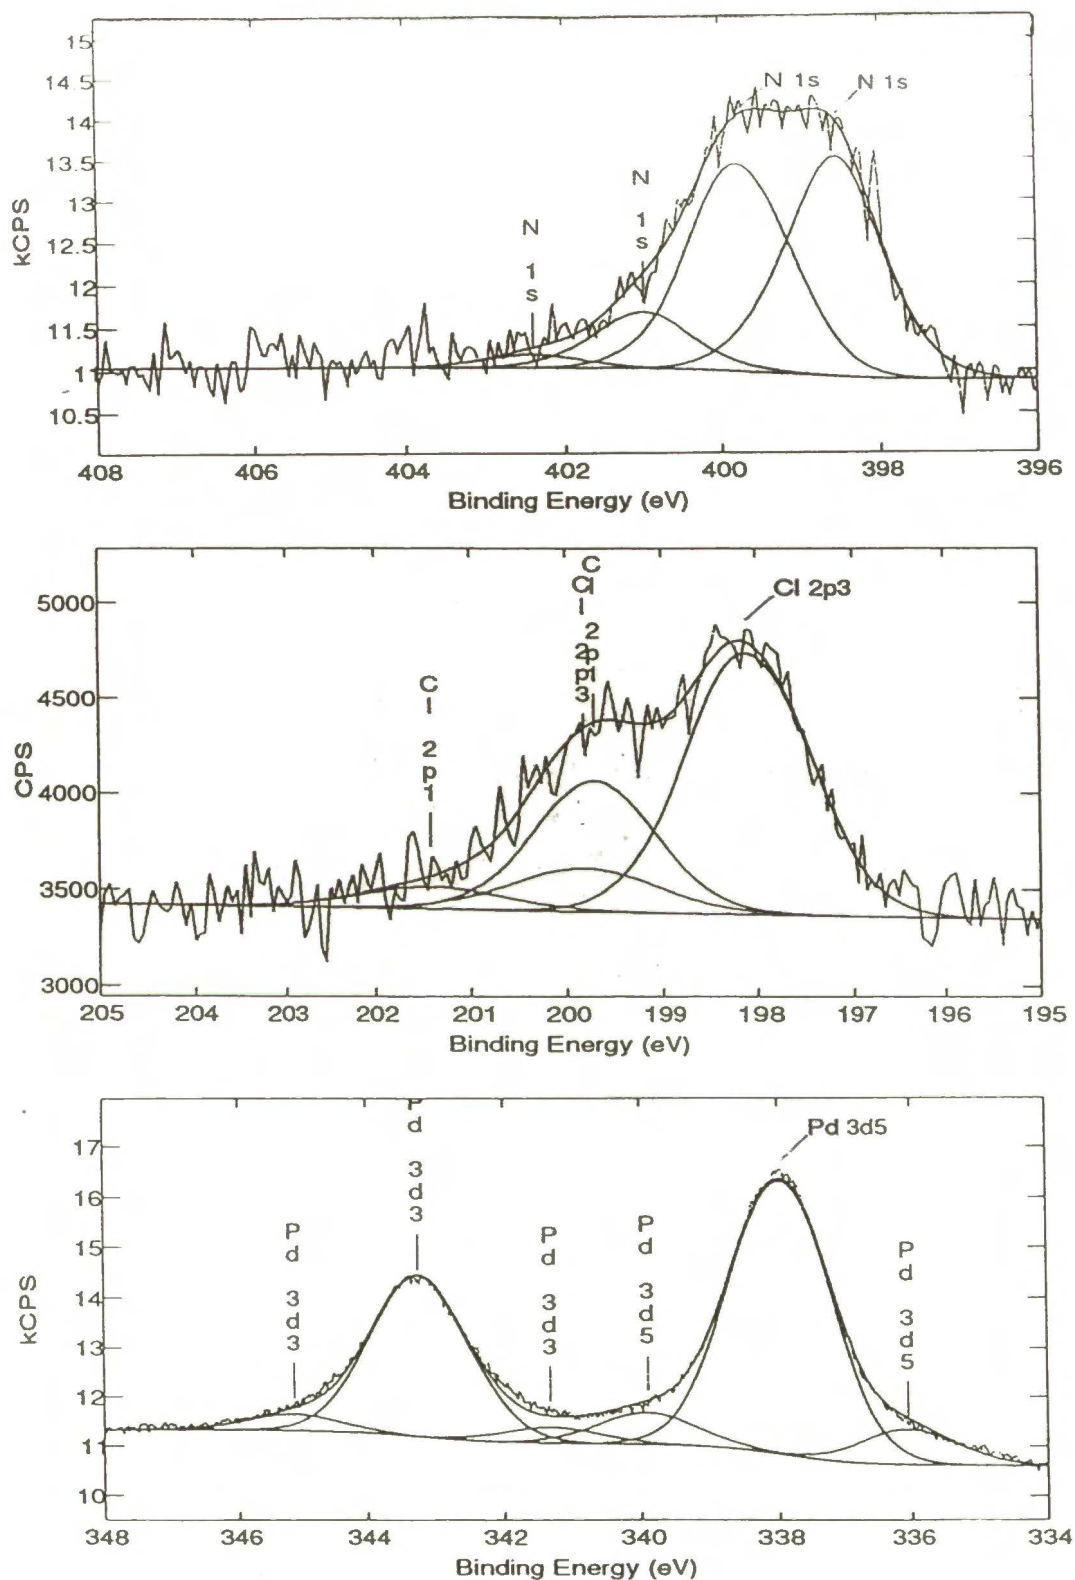 15
14.5
14
13.5
13
12.5
12
11.5
11
10.5
kCPS
N 1s
N 1s
N 1s
N 1s
408 406 404 402 400 398 396
Binding Energy (eV)
5000
4500
4000
3500
3000
CPS
Cl 2p1
Cl 2p3
Cl 2p1
Cl 2p3
205 204 203 202 201 200 199 198 197 196 195
Binding Energy (eV)
17
16
15
14
13
12
11
10
kCPS
Pd 3d3
Pd 3d3
Pd 3d3
Pd 3d5
Pd 3d5
Pd 3d5
348 346 344 342 340 338 336 334
Binding Energy (eV)